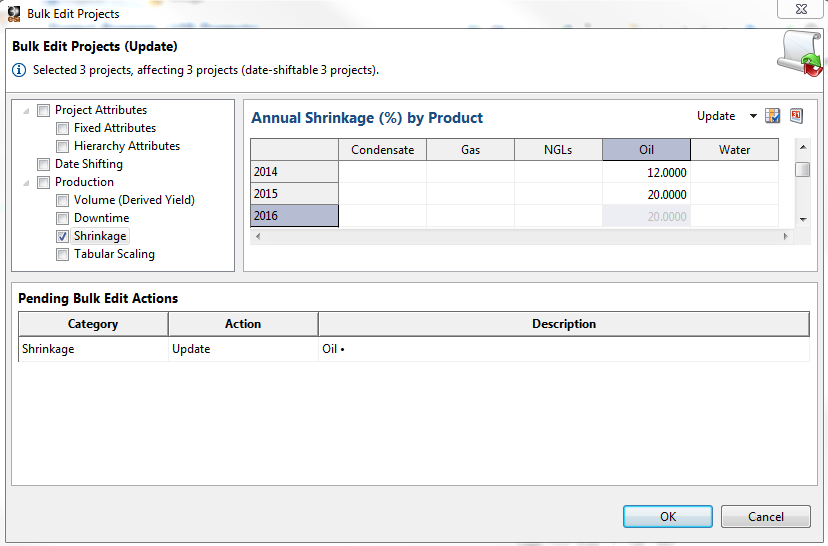 Bulk Edit Projects
Bulk Edit Projects (Update)
Selected 3 projects, affecting 3 projects (date-shiftable 3 projects).
Project Attributes
Fixed Attributes
Hierarchy Attributes
Date Shifting
Production
Volume (Derived Yield)
Downtime
Shrinkage
Tabular Scaling
Annual Shrinkage (%) by Product
Update
Condensate Gas NGLs Oil Water
2014 12.0000
2015 20.0000
2016 20.0000
Pending Bulk Edit Actions
Category Action Description
Shrinkage Update Oil •
OK Cancel